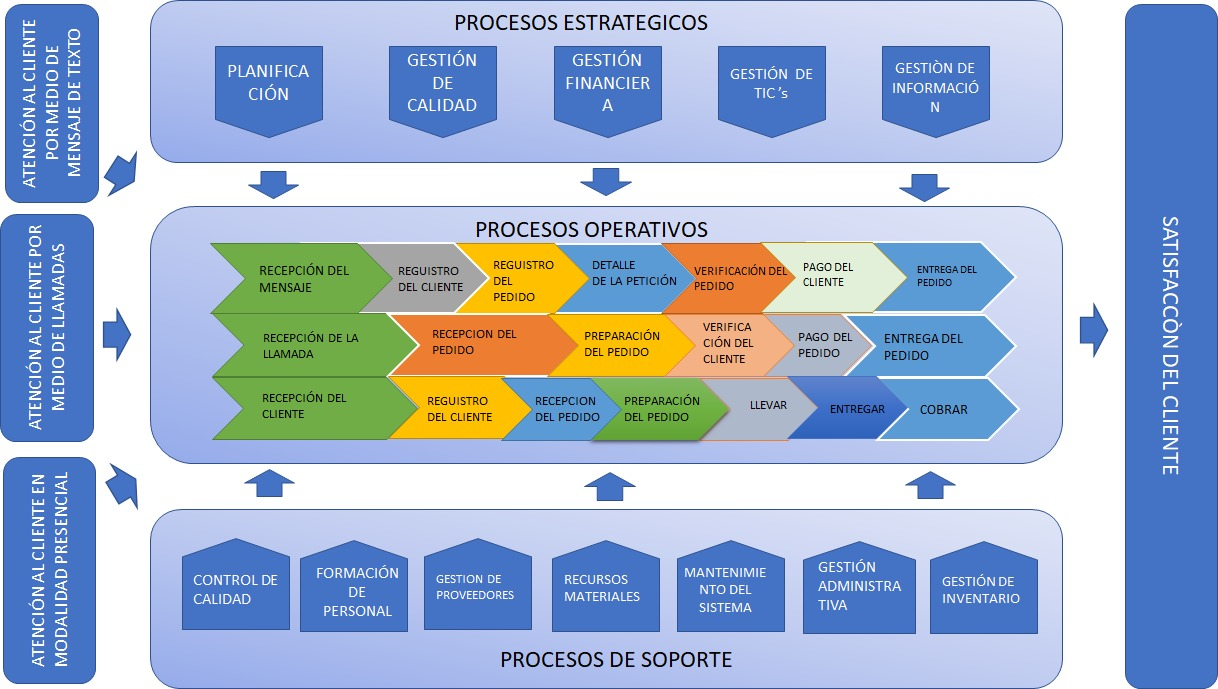 ATENCIÓN AL CLIENTE
POR MEDIO DE
MENSAJE DE TEXTO
ATENCIÓN AL CLIENTE POR
MEDIO DE LLAMADAS
ATENCIÓN AL CLIENTE EN
MODALIDAD PRESENCIAL
PROCESOS ESTRATEGICOS
PLANIFICA
CIÓN
GESTIÓN
DE
CALIDAD
GESTIÓN
FINANCIER
A
GESTIÓN DE
TIC ’s
GESTIÒN DE
INFORMACIÓ
N
PROCESOS OPERATIVOS
RECEPCIÓN DEL
MENSAJE
REGUISTRO
DEL CLIENTE
REGUISTRO
DEL
PEDIDO
DETALLE
DE LA PETICIÓN
VERIFICACIÓN DEL
PEDIDO
PAGO DEL
CLIENTE
ENTREGA DEL
PEDIDO
RECEPCIÓN DE LA
LLAMADA
RECEPCION DEL
PEDIDO
PREPARACIÓN
DEL PEDIDO
VERIFICA
CIÓN DEL
CLIENTE
PAGO DEL
PEDIDO
ENTREGA DEL
PEDIDO
RECEPCIÓN DEL
CLIENTE
REGUISTRO
DEL CLIENTE
RECEPCION
DEL PEDIDO
PREPARACIÓN
DEL PEDIDO
LLEVAR
ENTREGAR
COBRAR
CONTROL DE
CALIDAD
FORMACIÓN
DE
PERSONAL
GESTION DE
PROVEEDORES
RECURSOS
MATERIALES
MANTENIMIE
NTO DEL
SISTEMA
GESTIÓN
ADMINISTRA
TIVA
GESTIÓN DE
INVENTARIO
PROCESOS DE SOPORTE
SATISFACCÒN DEL CLIENTE